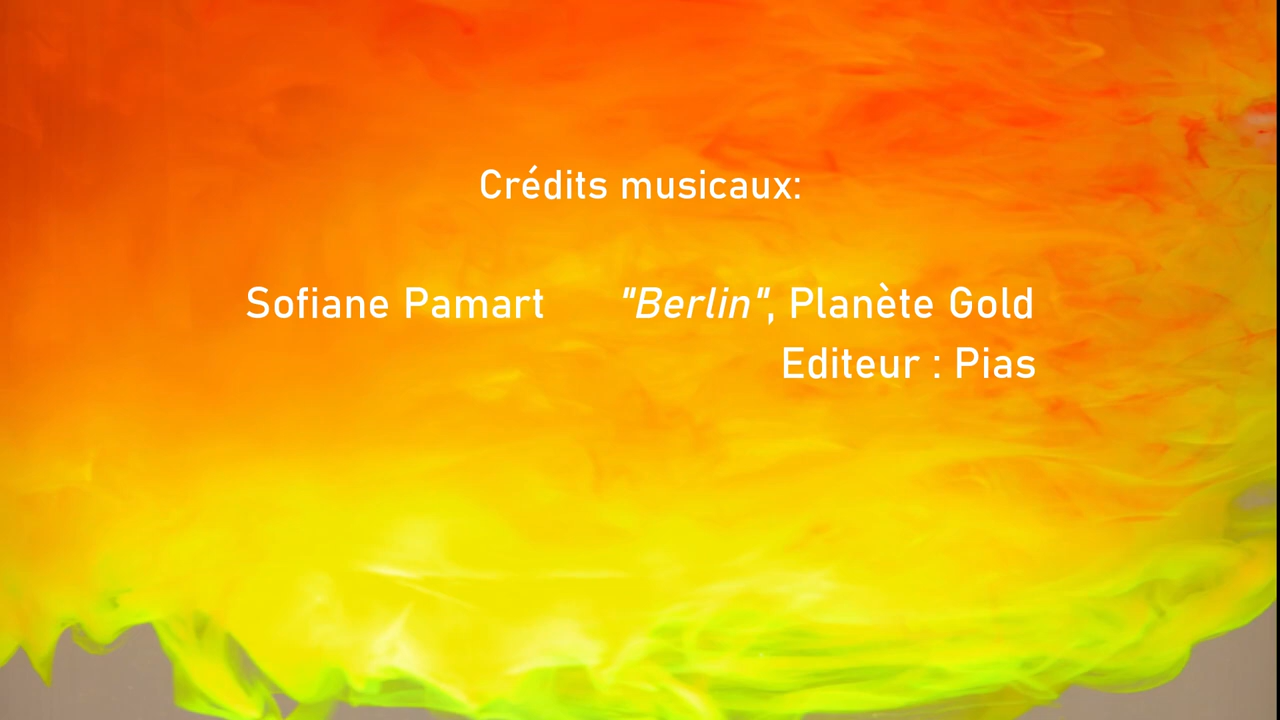 Crédits musicaux:
Sofiane Pamart "Berlin", Planète Gold
Editeur : Pias